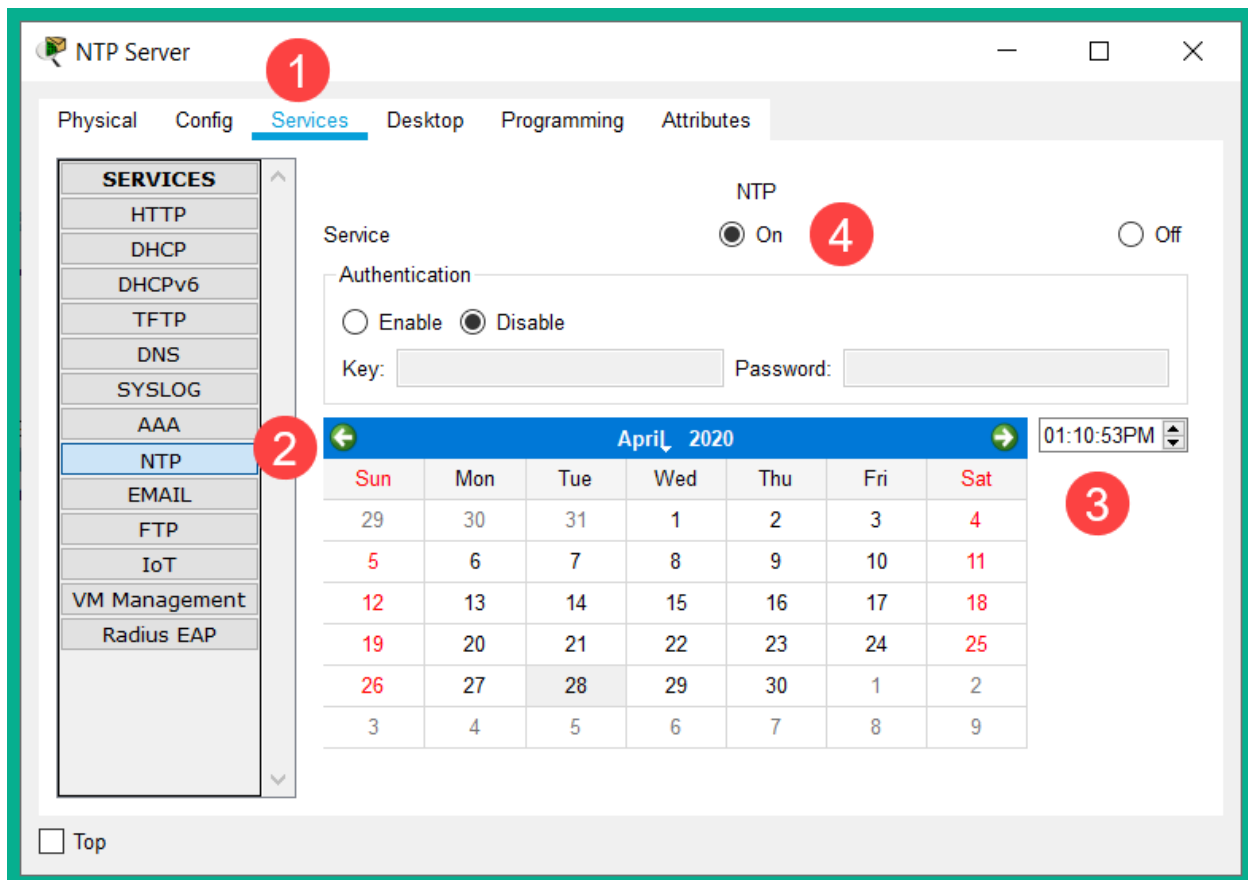 NTP Server
1
Physical Config Services Desktop Programming Attributes
SERVICES
HTTP
DHCP
DHCPv6
TFTP
DNS
SYSLOG
AAA
NTP
EMAIL
FTP
IoT
VM Management
Radius EAP
2
NTP
Service On 4 Off
Authentication
Enable Disable
Key: Password:
April, 2020 01:10:53PM
3
Sun Mon Tue Wed Thu Fri Sat
29 30 31 1 2 3 4
5 6 7 8 9 10 11
12 13 14 15 16 17 18
19 20 21 22 23 24 25
26 27 28 29 30 1 2
3 4 5 6 7 8 9
Top